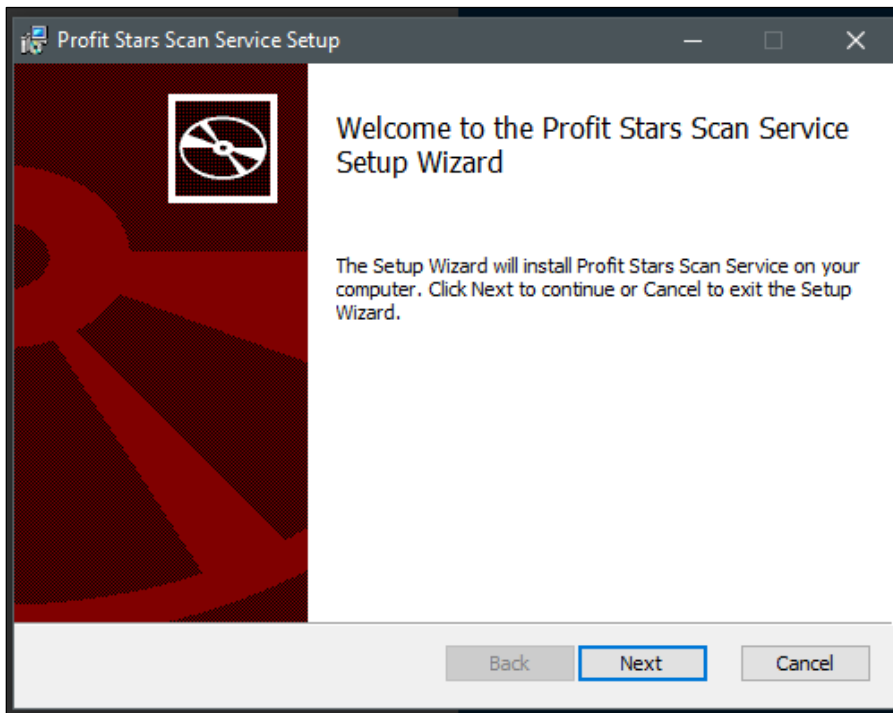 Profit Stars Scan Service Setup
Welcome to the Profit Stars Scan Service
Setup Wizard
The Setup Wizard will install Profit Stars Scan Service on your
computer. Click Next to continue or Cancel to exit the Setup
Wizard.
Back Next Cancel